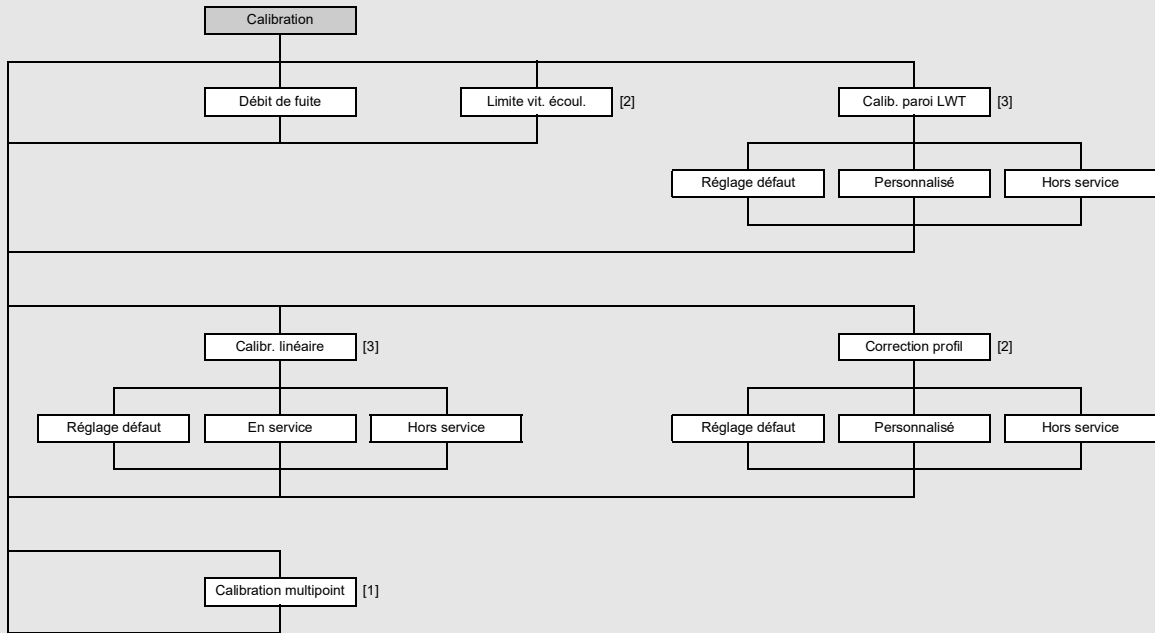 Calibration
Débit de fuite
Limite vit. écoul. [2]
Calib. paroi LWT [3]
Réglage défaut
Personnalisé
Hors service
Calibr. linéaire [3]
Correction profil [2]
Réglage défaut
En service
Hors service
Réglage défaut
Personnalisé
Hors service
Calibration multipoint [1]